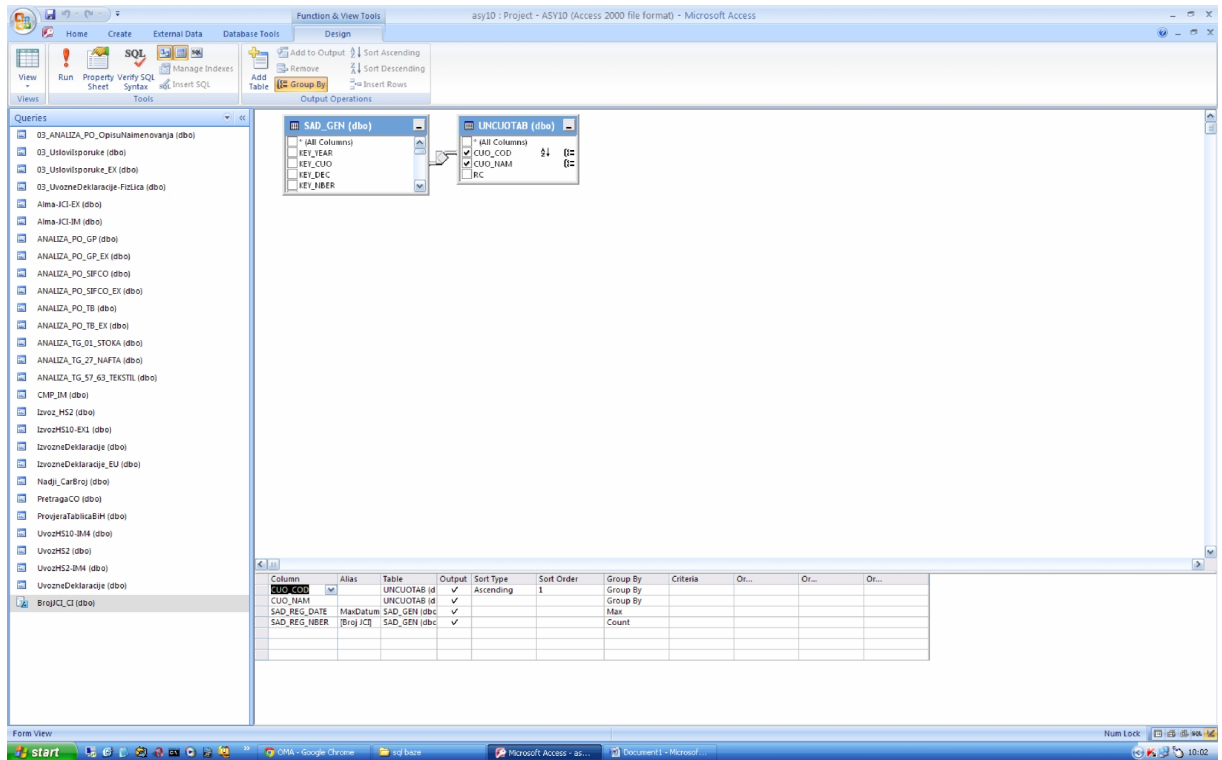 Function & View Tools
asy10 : Project - ASY10 (Access 2000 file format) - Microsoft Access
Home Create External Data Database Tools Design
View
Run
Property Sheet
SQL
Verify SQL Syntax
Manage Indexes
Insert SQL
Add Table
Add to Output
Remove
Group By
Sort Ascending
Sort Descending
Insert Rows
Views Tools Output Operations
Queries
03_ANALIZA_PO_OpisuNaimenovanja (dbo)
03_UsloviIsporuke (dbo)
03_UsloviIsporuke_EX (dbo)
03_UvozneDeklaracije-FizLica (dbo)
Alma-JCI-EX (dbo)
Alma-JCI-IM (dbo)
ANALIZA_PO_GP (dbo)
ANALIZA_PO_GP_EX (dbo)
ANALIZA_PO_SIFCO (dbo)
ANALIZA_PO_SIFCO_EX (dbo)
ANALIZA_PO_TB (dbo)
ANALIZA_PO_TB_EX (dbo)
ANALIZA_TG_01_STOKA (dbo)
ANALIZA_TG_27_NAFTA (dbo)
ANALIZA_TG_57_63_TEKSTIL (dbo)
CMP_IM (dbo)
Izvoz_HS2 (dbo)
IzvozHS10-EX1 (dbo)
IzvozneDeklaracije (dbo)
IzvozneDeklaracije_EU (dbo)
Nadji_CarBroj (dbo)
PretragaCO (dbo)
ProvjeraTablicaBiH (dbo)
UvozHS10-IM4 (dbo)
UvozHS2 (dbo)
UvozHS2-IM4 (dbo)
UvozneDeklaracije (dbo)
BrojJCI_CI (dbo)
SAD_GEN (dbo)
* (All Columns)
KEY_YEAR
KEY_CUO
KEY_DEC
KEY_NBER
UNCUOTAB (dbo)
* (All Columns)
CUO_COD
CUO_NAM
RC
Column Alias Table Output Sort Type Sort Order Group By Criteria Or... Or... Or...
CUO_COD UNCUOTAB (d Ascending 1 Group By
CUO_NAM UNCUOTAB (d Group By
SAD_REG_DATE MaxDatum SAD_GEN (dbc Max
SAD_REG_NBER [Broj JCI] SAD_GEN (dbc Count
Form View Num Lock SQL
start OMA - Google Chrome sql baze Microsoft Access - as... Document1 - Microsof... 10:02